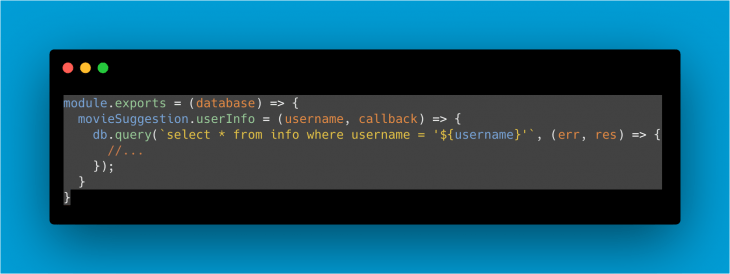 module.exports = (database) => {
  movieSuggestion.userInfo = (username, callback) => {
    db.query(`select * from info where username = '${username}'`, (err, res) => {
      //...
    });
  }
}